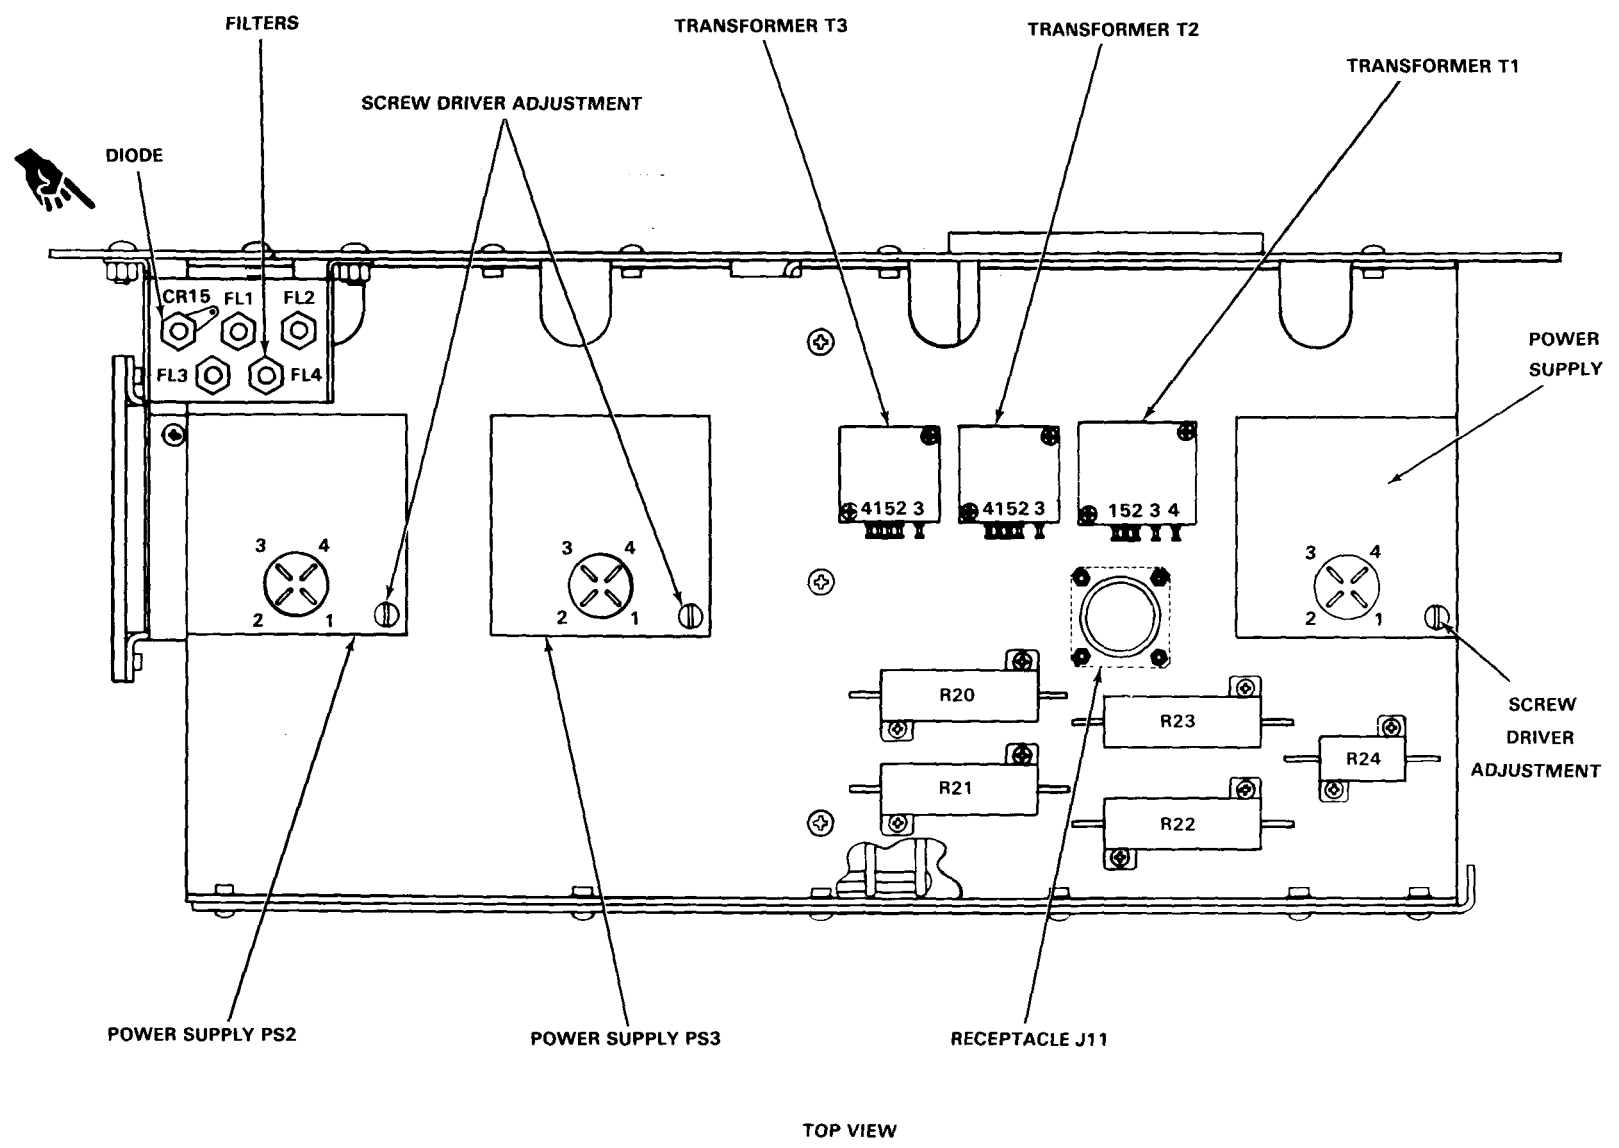 FILTERS
TRANSFORMER T3
TRANSFORMER T2
TRANSFORMER T1
SCREW DRIVER ADJUSTMENT
DIODE
CR15 FL1 FL2
FL3 FL4
POWER
SUPPLY
4152 3
4152 3
152 3 4
3 4
2 1
3 4
2 1
3 4
2 1
R20
R23
R24
R21
R22
SCREW
DRIVER
ADJUSTMENT
POWER SUPPLY PS2
POWER SUPPLY PS3
RECEPTACLE J11
TOP VIEW